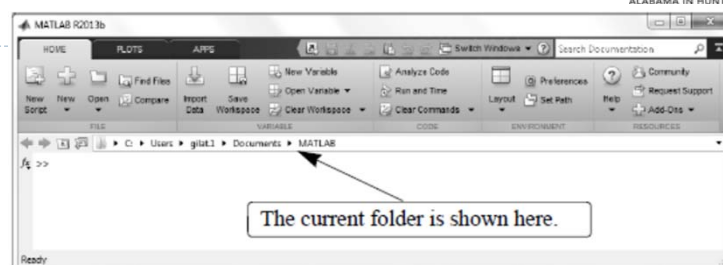 ALABAMA IN HUNT
MATLAB R2013b
HOME PLOTS APPS Switch Windows Search Documentation
New Script New Open Find Files Compare Import Data Save Workspace New Variable Open Variable Clear Workspace Analyze Code Run and Time Clear Commands Layout Preferences Set Path Help Community Request Support Add-Ons
FILE VARIABLE CODE ENVIRONMENT RESOURCES
C: Users gilat.1 Documents MATLAB
fx >>
The current folder is shown here.
Ready